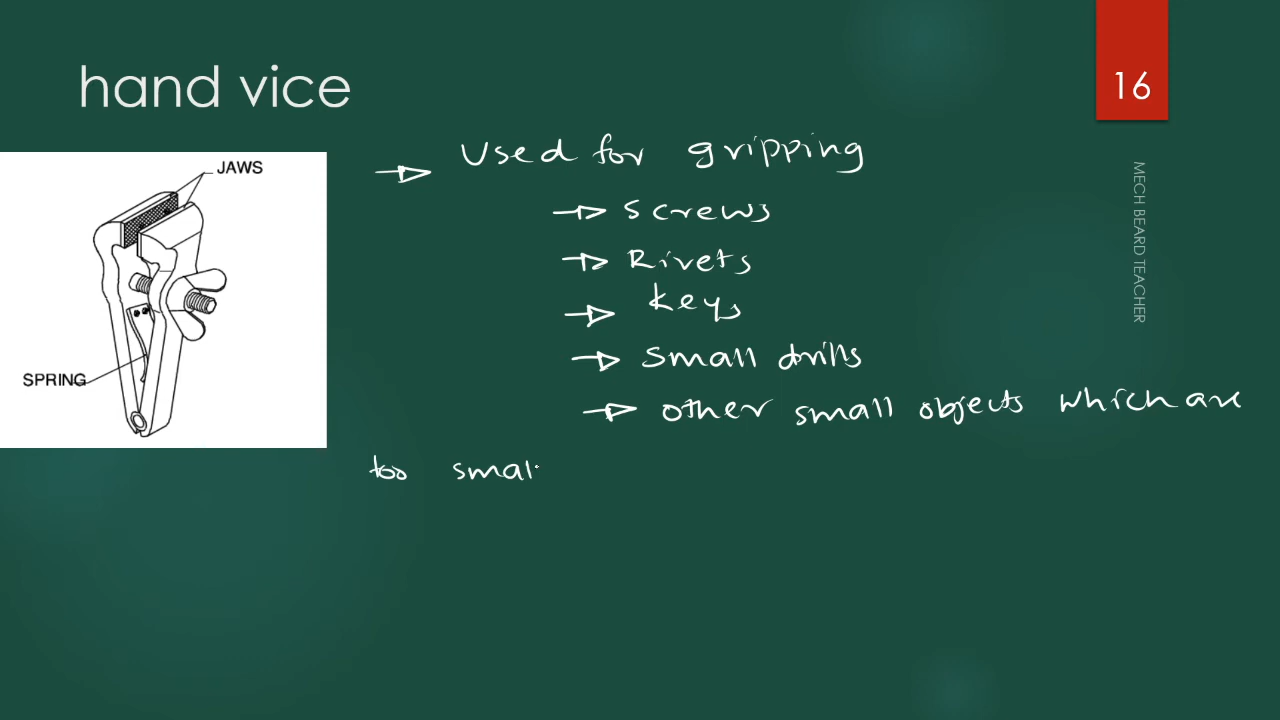 hand vice
16
JAWS
SPRING
Used for gripping
Screws
Rivets
keys
small drills
other small objects which are
too smal
MECH BEARD TEACHER